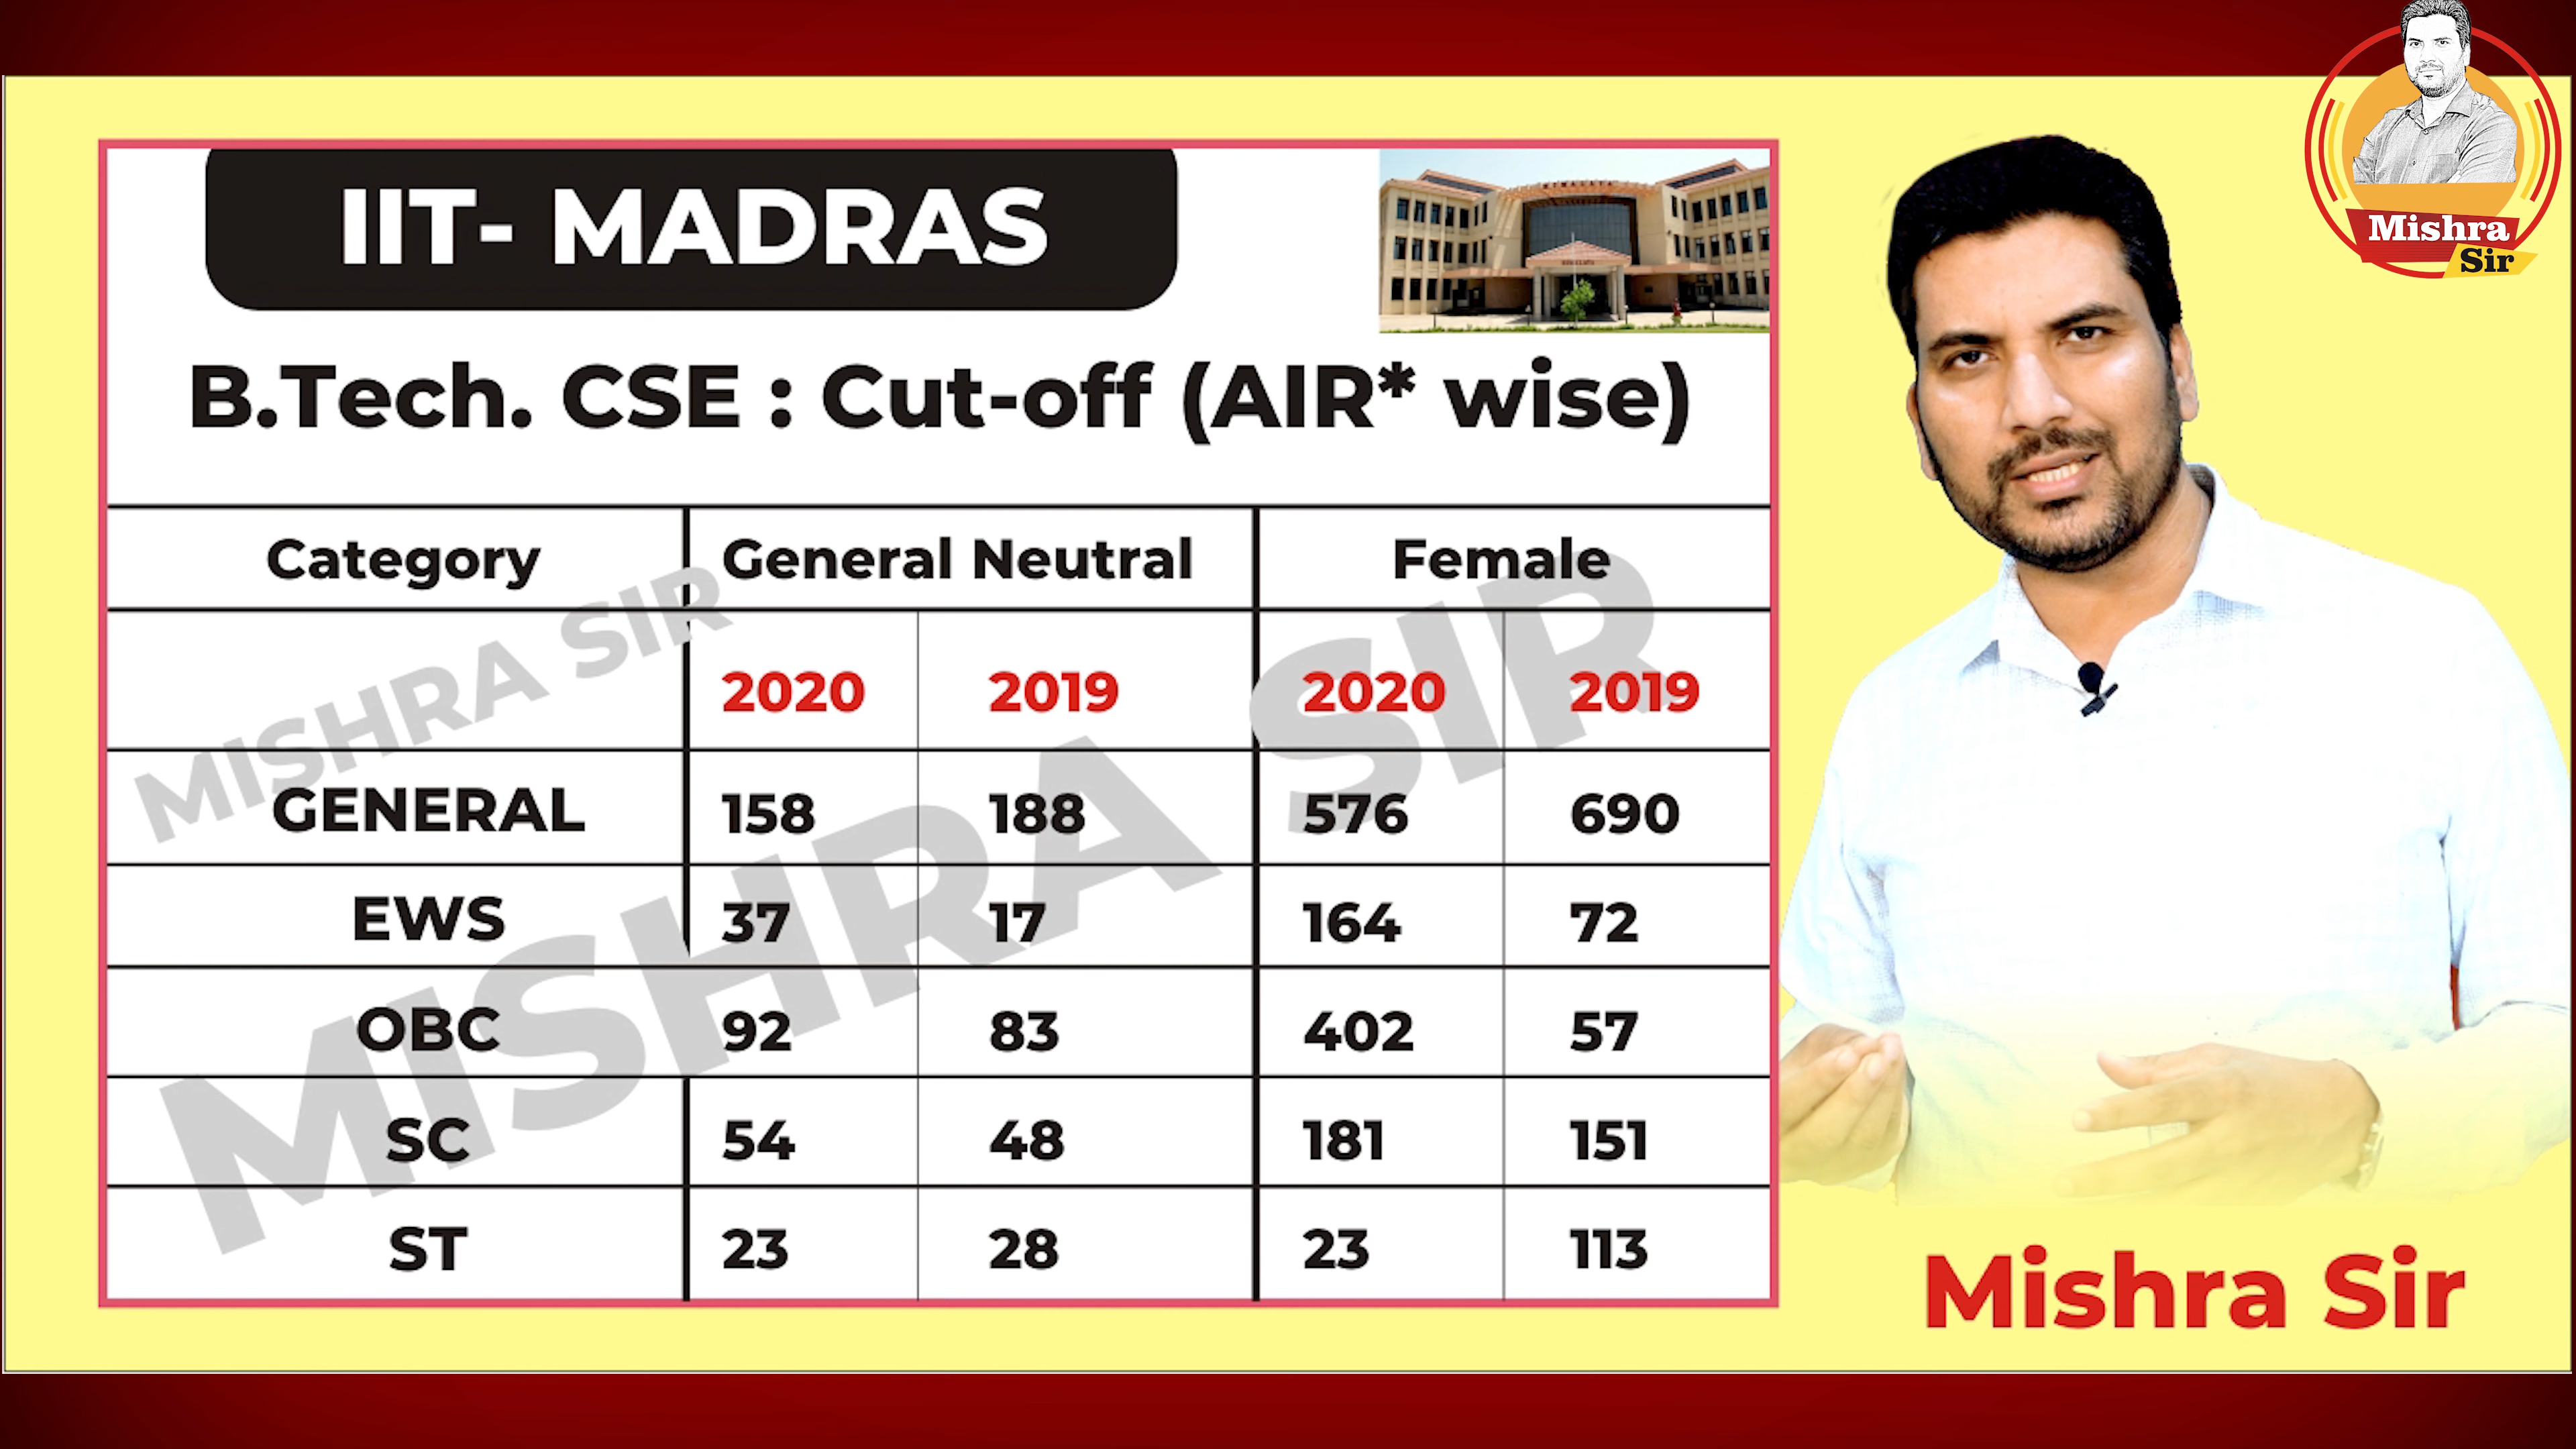 IIT- MADRAS
B.Tech. CSE : Cut-off (AIR* wise)
Category General Neutral Female
2020 2019 2020 2019
GENERAL 158 188 576 690
EWS 37 17 164 72
OBC 92 83 402 57
SC 54 48 181 151
ST 23 28 23 113
MISHRA SIR
MISHRA SIR
Mishra
Sir
Mishra Sir